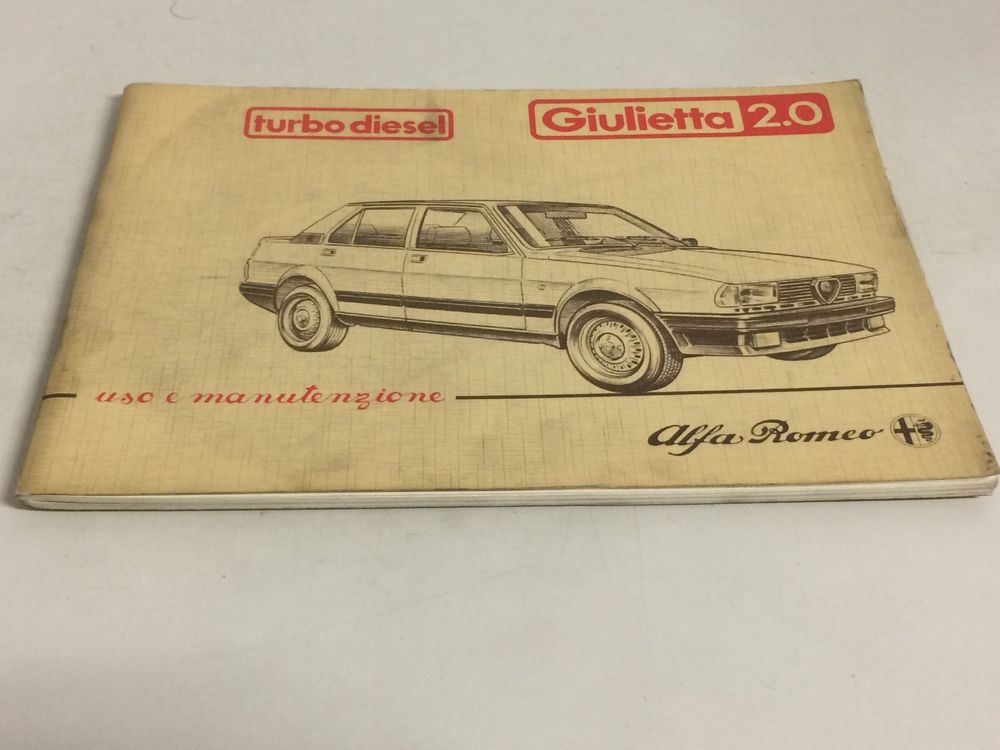 turbo diesel
Giulietta 2.0
uso e manutenzione
Alfa Romeo